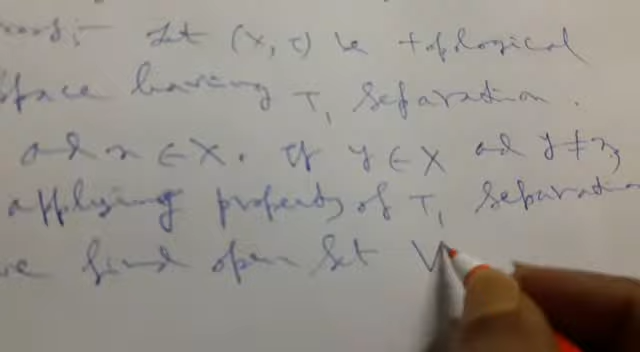 Proof:- Let (X, τ) be topological
space having T₁ separation.
and x ∈ X. If y ∈ X and y ≠ x,
applying property of T₁ separation
we find open set V